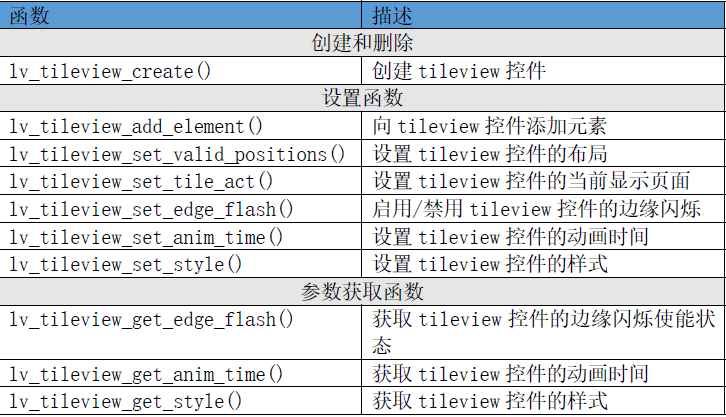 函数 描述
创建和删除
lv_tileview_create() 创建 tileview 控件
设置函数
lv_tileview_add_element() 向 tileview 控件添加元素
lv_tileview_set_valid_positions() 设置 tileview 控件的布局
lv_tileview_set_tile_act() 设置 tileview 控件的当前显示页面
lv_tileview_set_edge_flash() 启用/禁用 tileview 控件的边缘闪烁
lv_tileview_set_anim_time() 设置 tileview 控件的动画时间
lv_tileview_set_style() 设置 tileview 控件的样式
参数获取函数
lv_tileview_get_edge_flash() 获取 tileview 控件的边缘闪烁使能状
态
lv_tileview_get_anim_time() 获取 tileview 控件的动画时间
lv_tileview_get_style() 获取 tileview 控件的样式